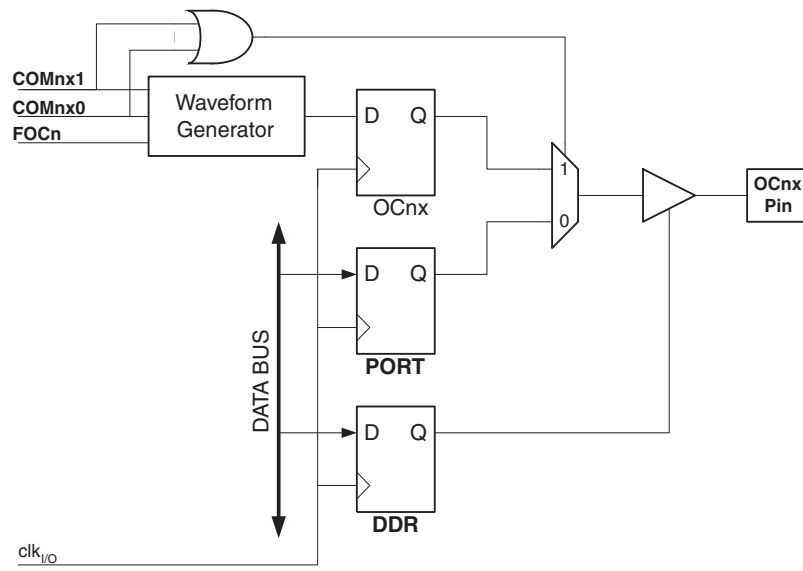 COMnx1
COMnx0
FOCn
Waveform
Generator
D Q
OCnx
1
0
OCnx
Pin
D Q
PORT
DATA BUS
D Q
DDR
clkI/O